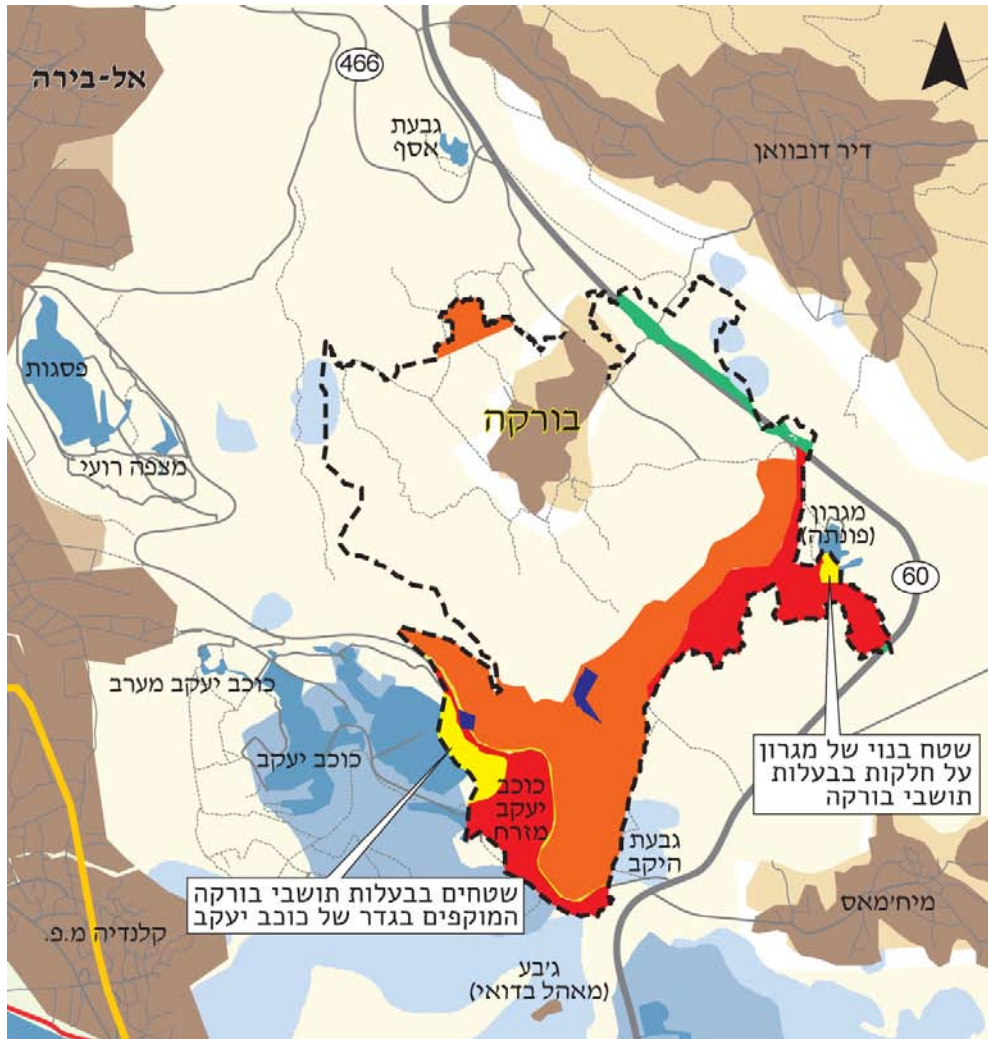 466
אל-בירה
גבעת
אסף
דיר דובוואן
פסגות
בורקה
מצפה רועי
מגרון
(פונתה)
60
כוכב יעקב מערב
כוכב יעקב
כוכב
יעקב
מזרח
שטח בנוי של מגרון
על חלקות בבעלות
תושבי בורקה
גבעת
היקב
שטחים בבעלות תושבי בורקה
המוקפים בגדר של כוכב יעקב
מיח'מאס
קלנדיה מ.פ.
ג'בע
(מאהל בדואי)